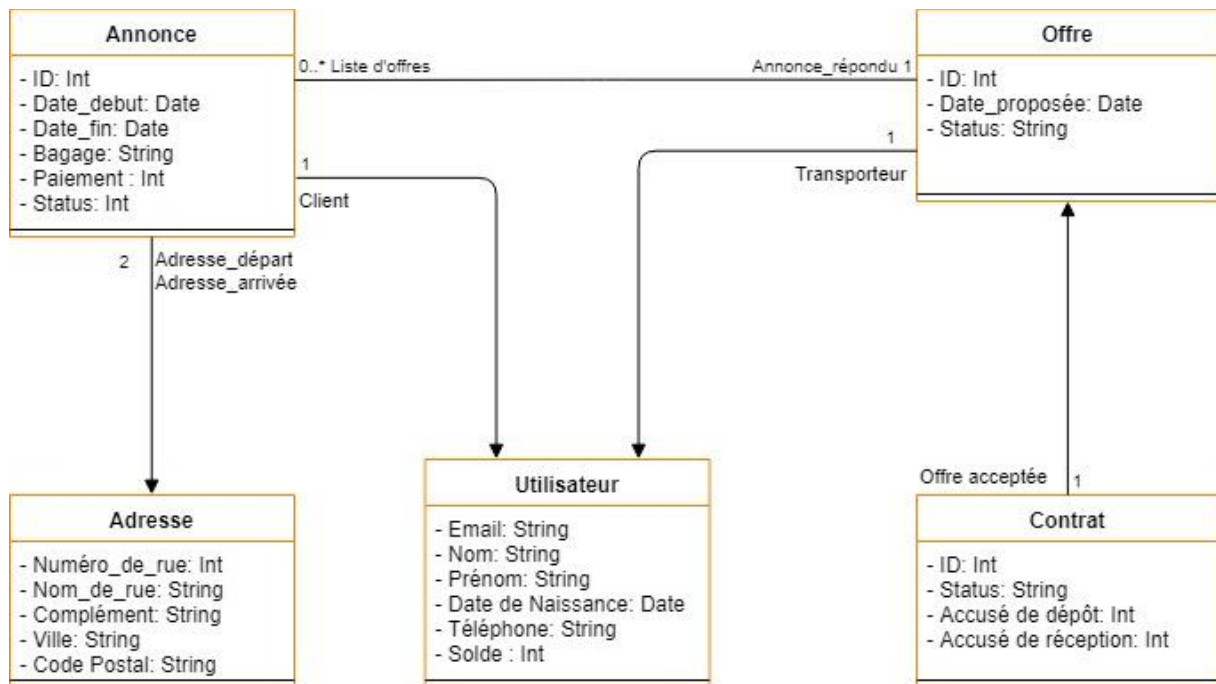 Annonce
- ID: Int
- Date_debut: Date
- Date_fin: Date
- Bagage: String
- Paiement : Int
- Status: Int
0..* Liste d'offres
Annonce_répondu 1
Offre
- ID: Int
- Date_proposée: Date
- Status: String
1
Client
1
Transporteur
2
Adresse_départ
Adresse_arrivée
Adresse
- Numéro_de_rue: Int
- Nom_de_rue: String
- Complément: String
- Ville: String
- Code Postal: String
Utilisateur
- Email: String
- Nom: String
- Prénom: String
- Date de Naissance: Date
- Téléphone: String
- Solde : Int
Offre acceptée
1
Contrat
- ID: Int
- Status: String
- Accusé de dépôt: Int
- Accusé de réception: Int